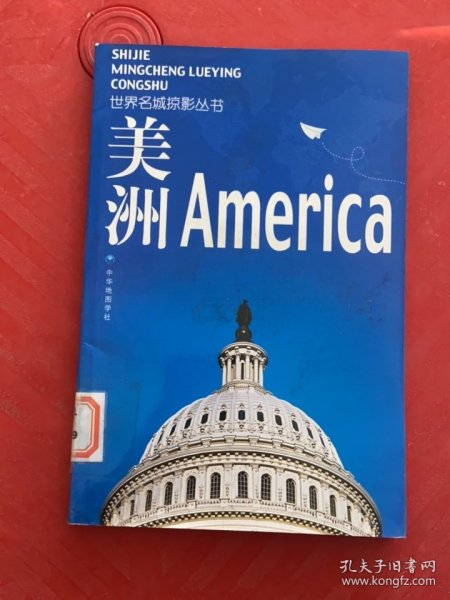 SHIJIE
MINGCHENG LUEYING
CONGSHU
世界名城掠影丛书
美洲
America
中华地图学社
9
孔夫子旧书网
www.kongfz.com